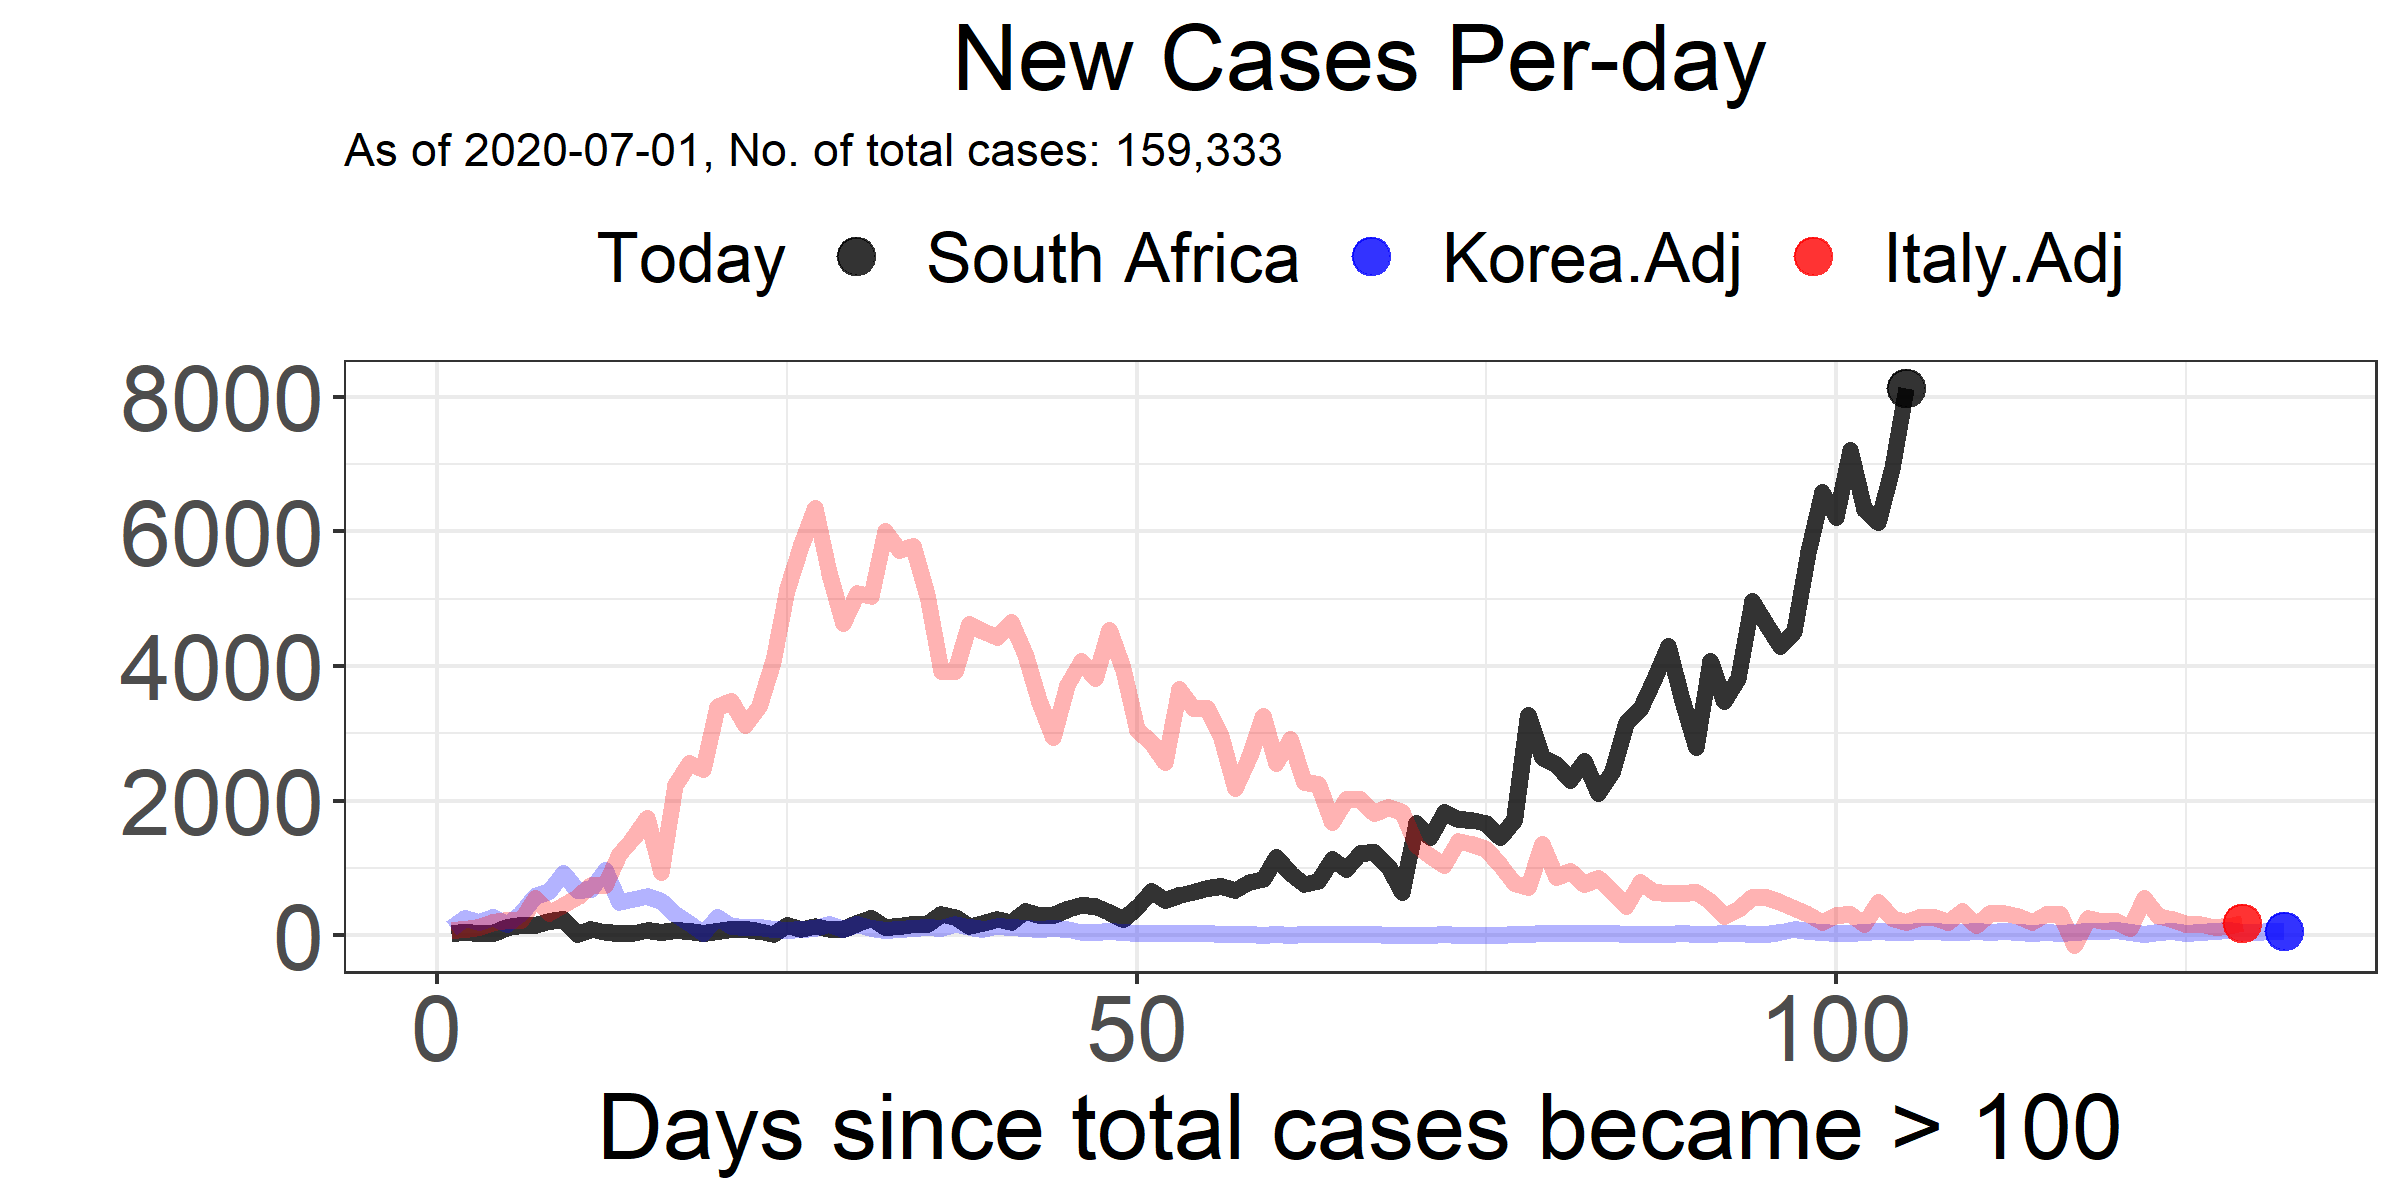 New Cases Per-day
As of 2020-07-01, No. of total cases: 159,333
Today South Africa Korea.Adj Italy.Adj
8000
6000
4000
2000
0
0 50 100
Days since total cases became > 100